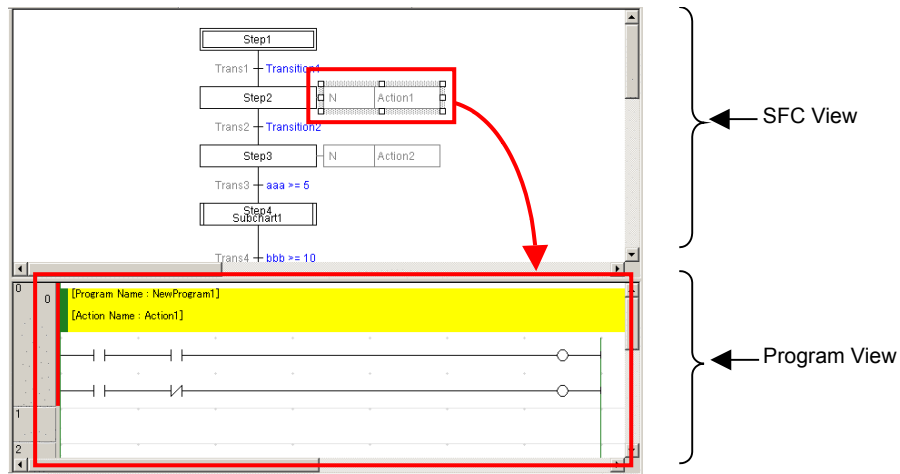 Step1
Trans1 Transition1
Step2 N Action1
Trans2 Transition2
Step3 N Action2
Trans3 aaa >= 5
Step4
Subchart1
Trans4 bbb >= 10
SFC View
0 0 [Program Name : NewProgram1]
[Action Name : Action1]
1
2
Program View